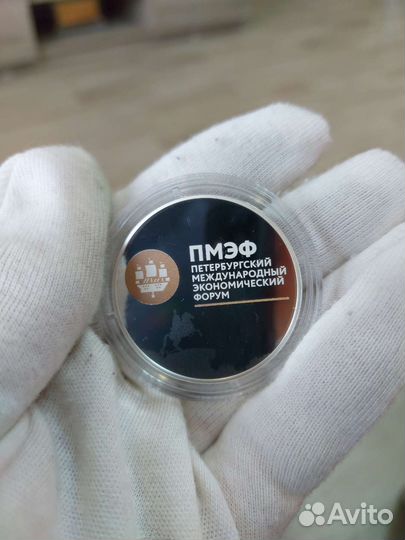 ПМЭФ
ПЕТЕРБУРГСКИЙ
МЕЖДУНАРОДНЫЙ
ЭКОНОМИЧЕСКИЙ
ФОРУМ
Avito